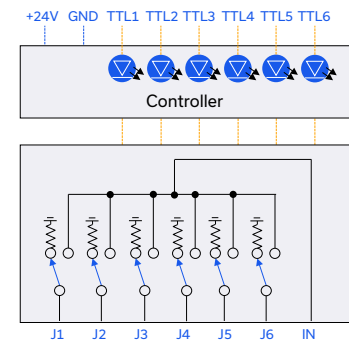 +24V GND TTL1 TTL2 TTL3 TTL4 TTL5 TTL6
Controller
J1 J2 J3 J4 J5 J6 IN